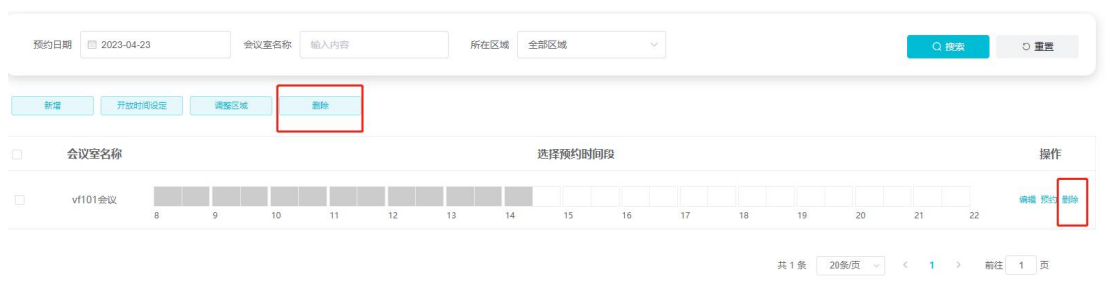 预约日期 2023-04-23 会议室名称 输入内容 所在区域 全部区域 搜索 重置
新增 开放时间设定 调整区域 删除
会议室名称 选择预约时间段 操作
vf101会议 编辑 预约 删除
8 9 10 11 12 13 14 15 16 17 18 19 20 21 22
共 1 条 20条/页 1 前往 1 页